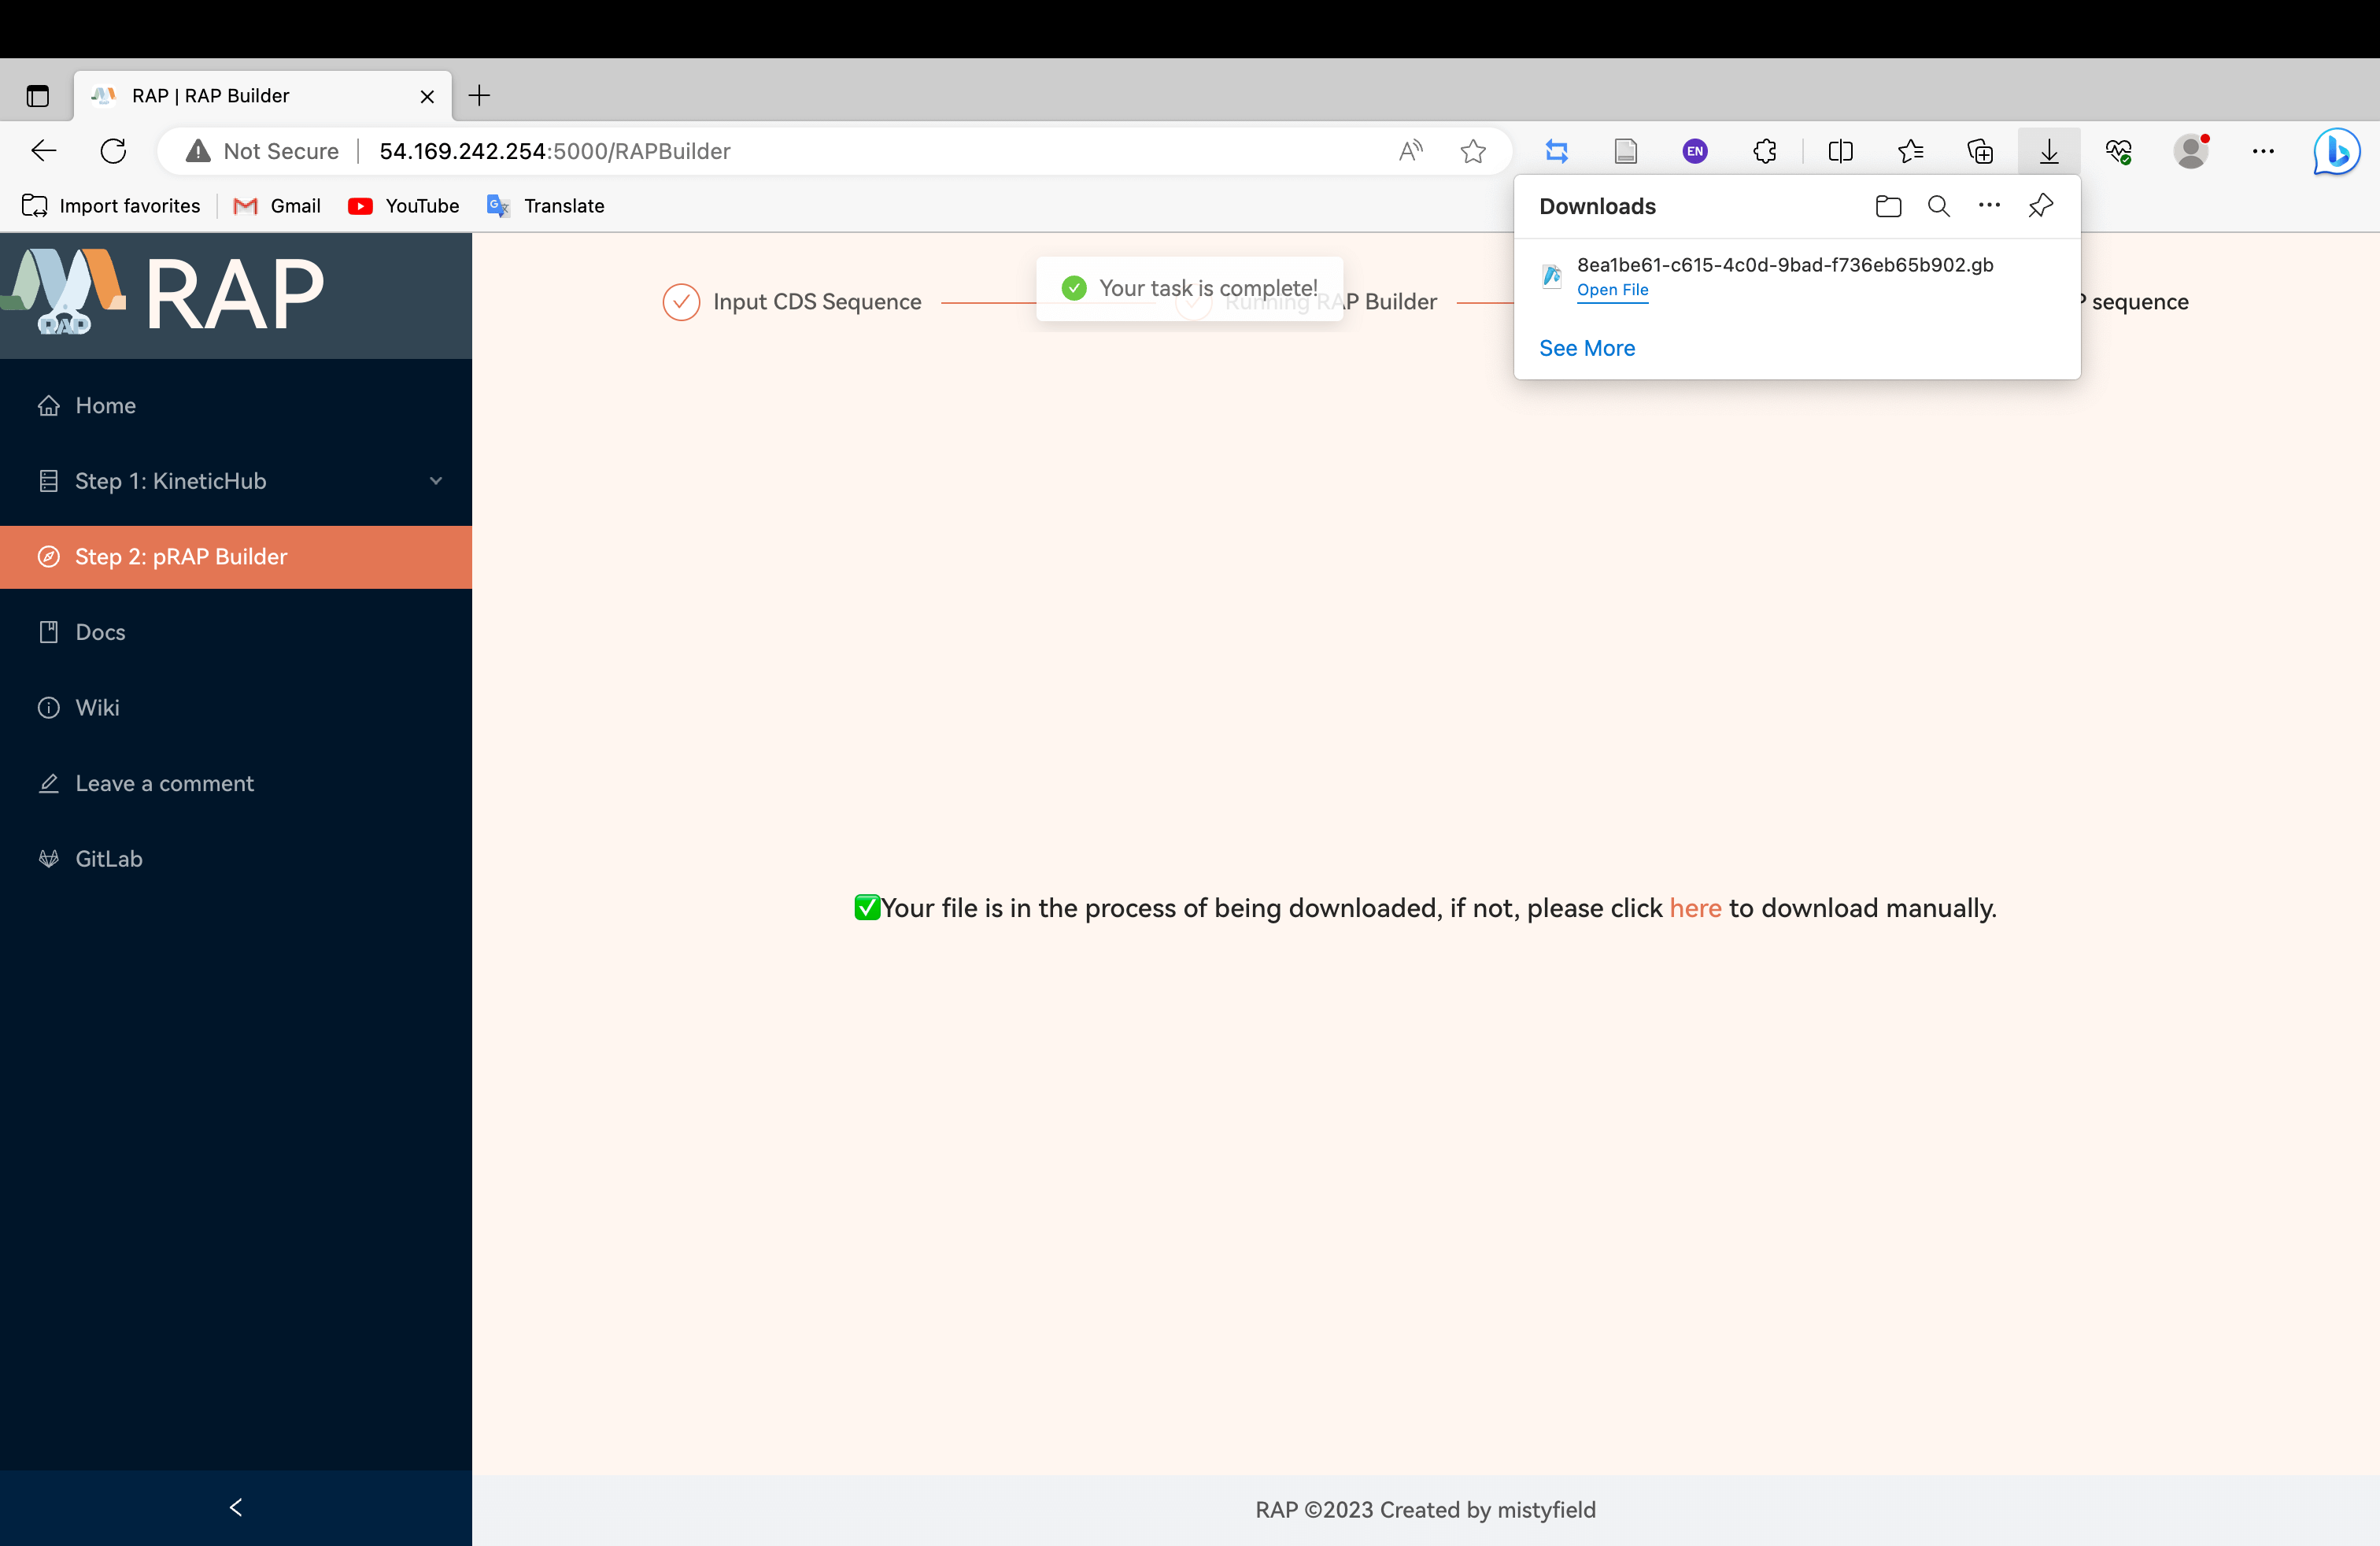 RAP | RAP Builder
Not Secure
54.169.242.254:5000/RAPBuilder
EN
Import favorites
Gmail
YouTube
Translate
Downloads
8ea1be61-c615-4c0d-9bad-f736eb65b902.gb
Open File
See More
RAP
RAP
Input CDS Sequence
Your task is complete!
Running RAP Builder
sequence
Home
Step 1: KineticHub
Step 2: pRAP Builder
Docs
Wiki
Leave a comment
GitLab
✅Your file is in the process of being downloaded, if not, please click here to download manually.
RAP ©2023 Created by mistyfield